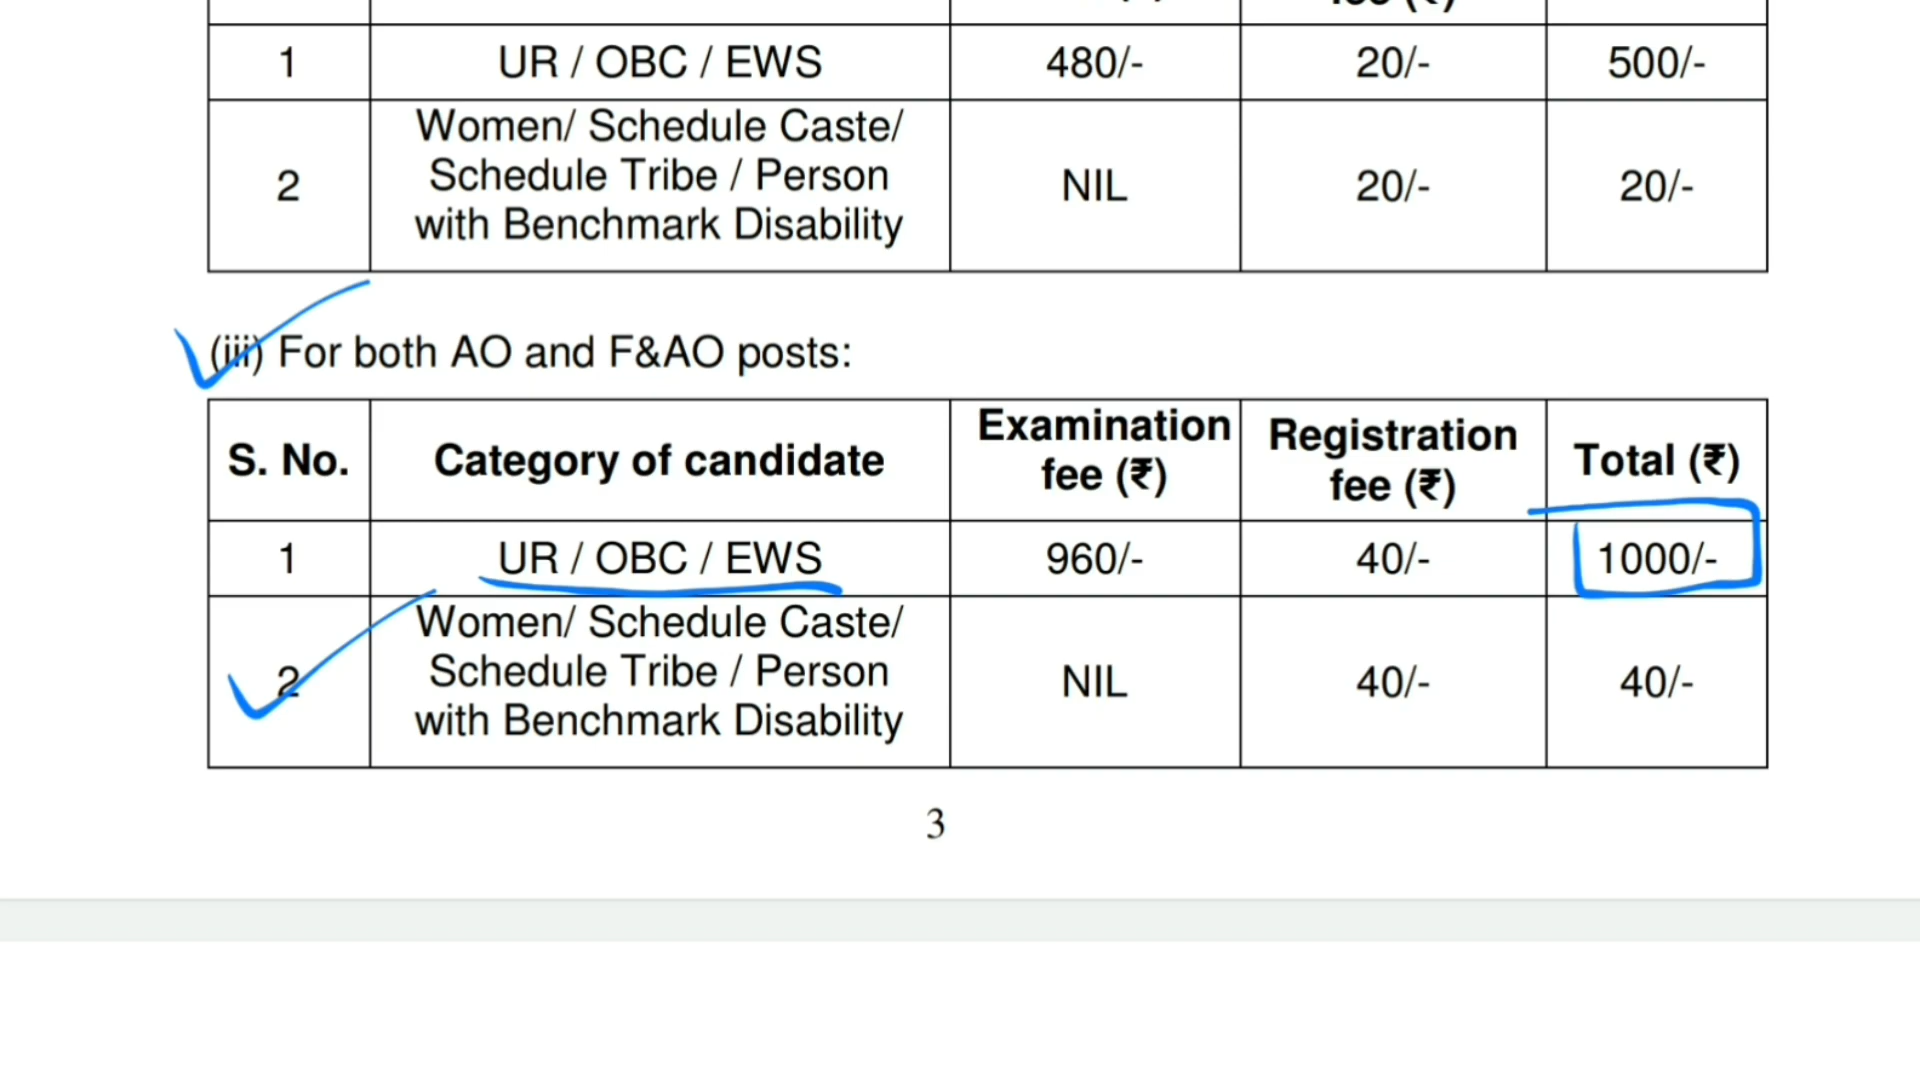 fee (₹)
1 UR / OBC / EWS 480/- 20/- 500/-
Women/ Schedule Caste/
Schedule Tribe / Person
with Benchmark Disability
2 NIL 20/- 20/-
(iii) For both AO and F&AO posts:
S. No. Category of candidate Examination fee (₹) Registration fee (₹) Total (₹)
1 UR / OBC / EWS 960/- 40/- 1000/-
Women/ Schedule Caste/
Schedule Tribe / Person
with Benchmark Disability
2 NIL 40/- 40/-
3